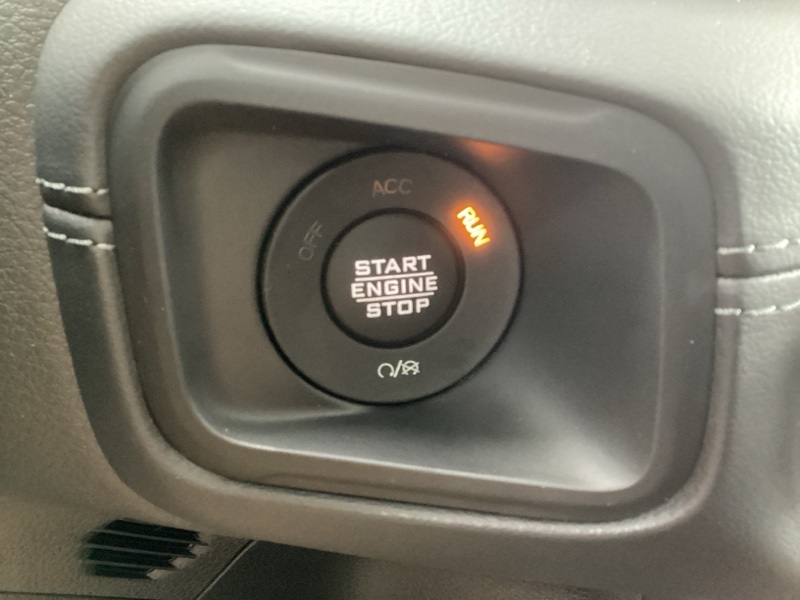 ACC
OFF
RUN
START
ENGINE
STOP